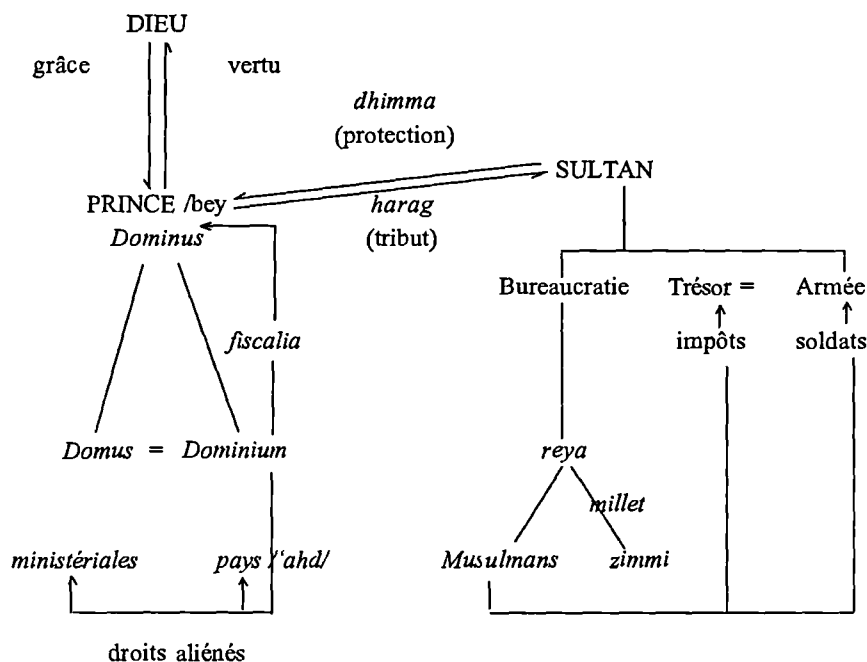 DIEU
grâce vertu
dhimma
(protection)
SULTAN
PRINCE /bey
harag
Dominus
(tribut)
Bureaucratie Trésor = Armée
fiscalia
impôts soldats
Domus = Dominium
reya
millet
ministériales pays /'ahd/
Musulmans zimmi
droits aliénés